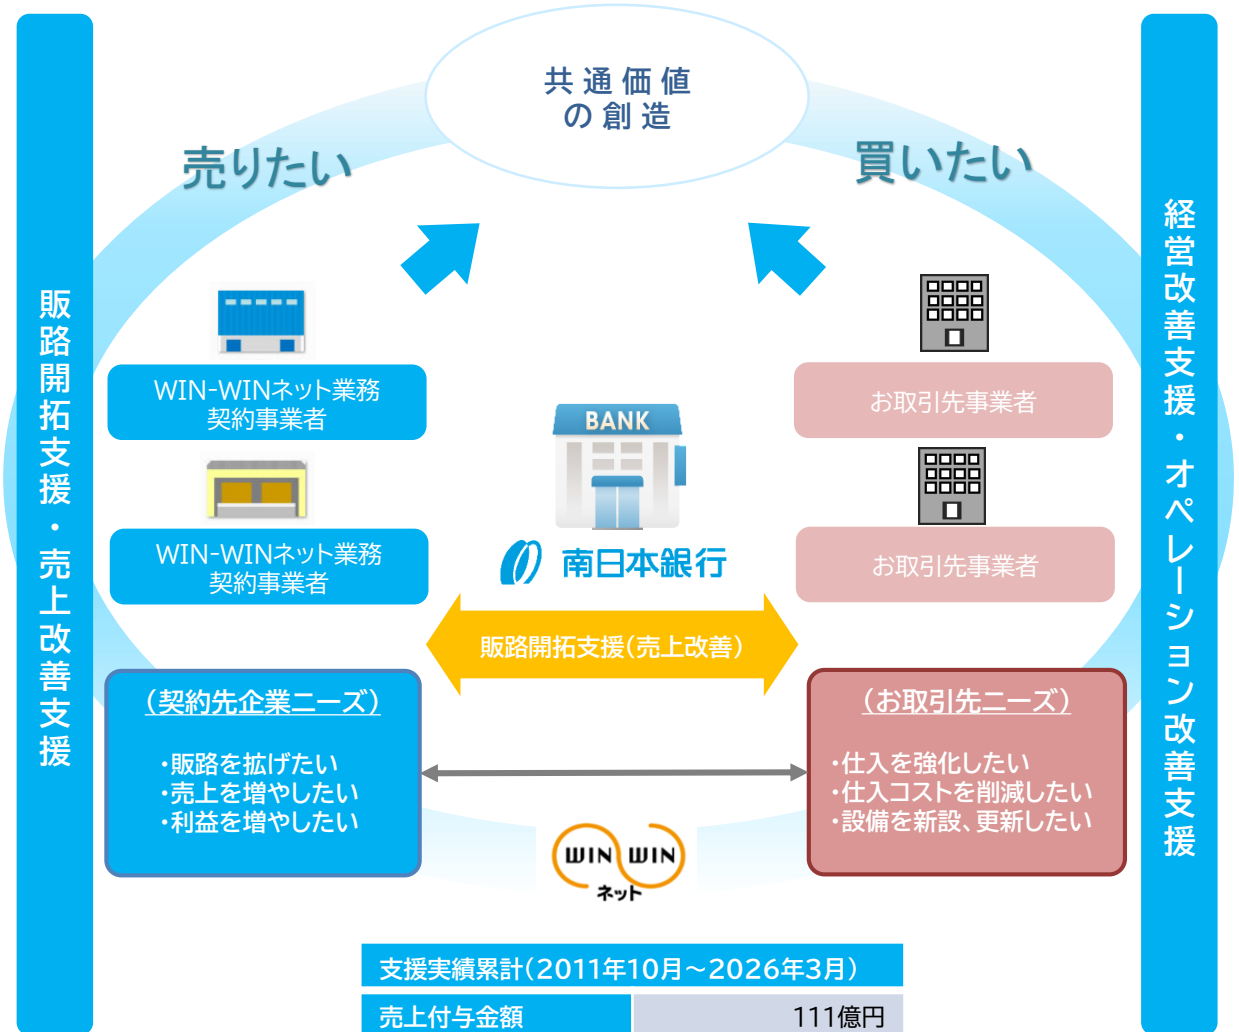 共通価値
の創造
売りたい
買いたい
販路開拓支援・売上改善支援
経営改善支援・オペレーション改善支援
WIN-WINネット業務
契約事業者
お取引先事業者
BANK
WIN-WINネット業務
契約事業者
お取引先事業者
南日本銀行
販路開拓支援(売上改善)
(契約先企業ニーズ)
・販路を拡げたい
・売上を増やしたい
・利益を増やしたい
(お取引先ニーズ)
・仕入を強化したい
・仕入コストを削減したい
・設備を新設、更新したい
WIN WIN
ネット
支援実績累計(2011年10月～2026年3月)
売上付与金額 111億円